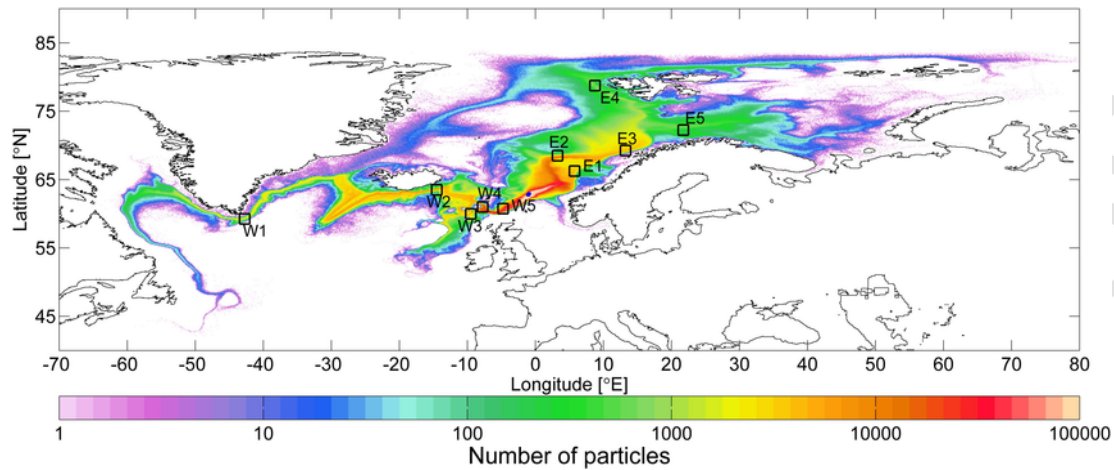 85
75
65
55
45
Latitude [°N]
E4
E5
E3
E2
E1
W2
W4
W5
W3
W1
-70 -60 -50 -40 -30 -20 -10 0 10 20 30 40 50 60 70 80
Longitude [°E]
1 10 100 1000 10000 100000
Number of particles